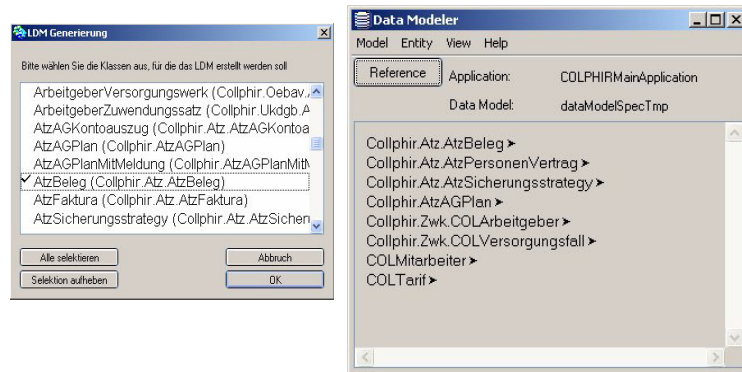 LDM Generierung
Bitte wählen Sie die Klassen aus, für die das LDM erstellt werden soll
ArbeitgeberVersorgungswerk (Collphir.Oebav.
ArbeitgeberZuwendungssatz (Collphir.Ukdgb.A
AtzAGKontoauszug (Collphir.Atz.AtzAGKontoa
AtzAGPlan (Collphir.AtzAGPlan)
AtzAGPlanMitMeldung (Collphir.AtzAGPlanMitM
AtzBeleg (Collphir.Atz.AtzBeleg)
AtzFaktura (Collphir.Atz.AtzFaktura)
AtzSicherungsstrategy (Collphir.Atz.AtzSicher
Alle selektieren
Abbruch
Selektion aufheben
OK
Data Modeler
Model Entity View Help
Reference
Application: COLPHIRMainApplication
Data Model: dataModelSpecTmp
Collphir.Atz.AtzBeleg
Collphir.Atz.AtzPersonenVertrag
Collphir.Atz.AtzSicherungsstrategy
Collphir.AtzAGPlan
Collphir.Zwk.COLArbeitgeber
Collphir.Zwk.COLVersorgungsfall
COLMitarbeiter
COLTarif